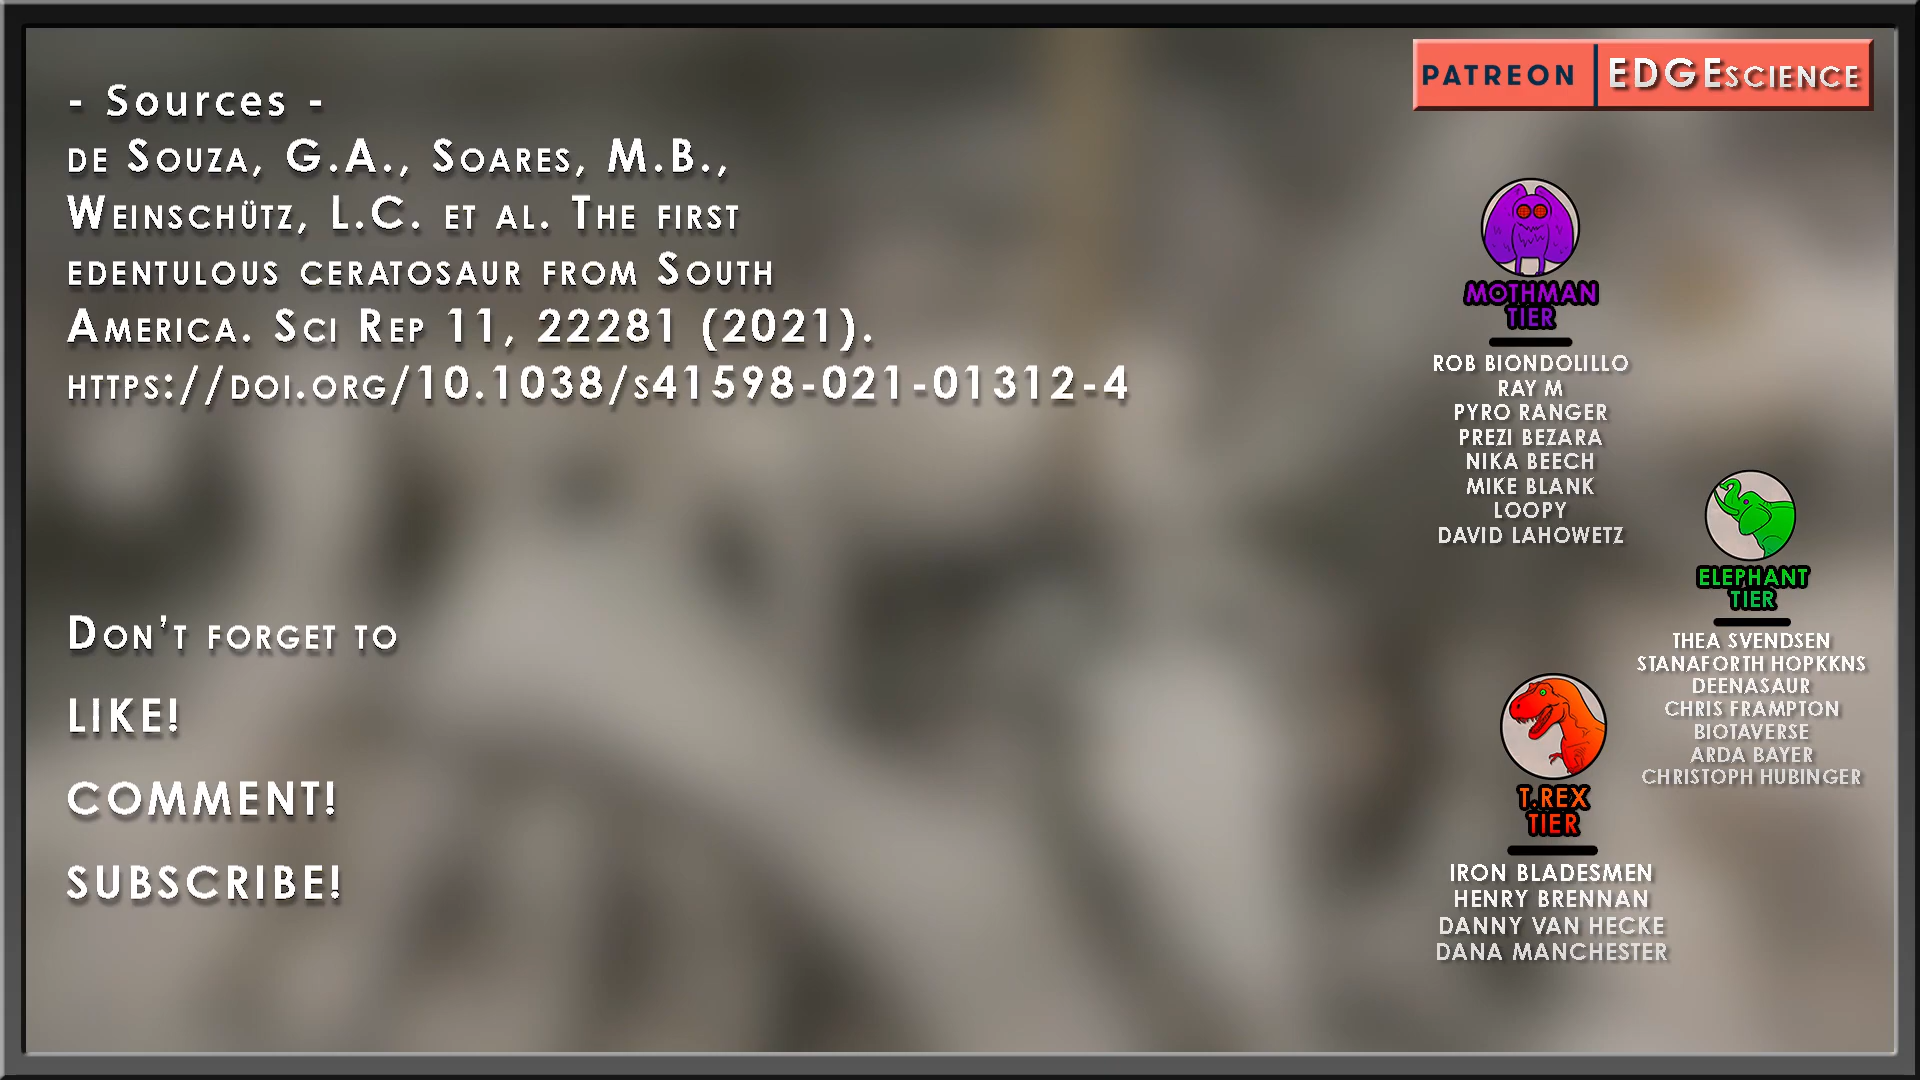 - Sources -
de Souza, G.A., Soares, M.B.,
Weinschütz, L.C. et al. The first
edentulous ceratosaur from South
America. Sci Rep 11, 22281 (2021).
https://doi.org/10.1038/s41598-021-01312-4
Don't forget to
LIKE!
COMMENT!
SUBSCRIBE!
PATREON EDGEscience
MOTHMAN
TIER
ROB BIONDOLILLO
RAY M
PYRO RANGER
PREZI BEZARA
NIKA BEECH
MIKE BLANK
LOOPY
DAVID LAHOWETZ
ELEPHANT
TIER
THEA SVENDSEN
STANAFORTH HOPKKNS
DEENASAUR
CHRIS FRAMPTON
BIOTAVERSE
ARDA BAYER
CHRISTOPH HUBINGER
T.REX
TIER
IRON BLADESMEN
HENRY BRENNAN
DANNY VAN HECKE
DANA MANCHESTER